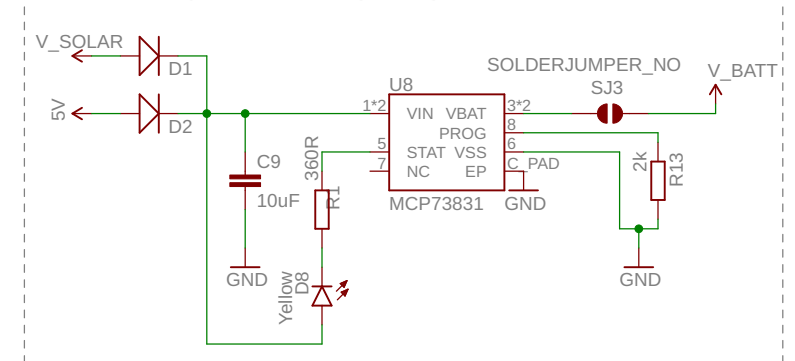 SOLDERJUMPER_NO
SJ3
V_BATT
V_SOLAR
D1
5V
D2
U8
1*2 VIN VBAT 3*2
PROG 8
5 STAT VSS 6
7 NC EP C PAD
MCP73831
GND
C9
10uF
GND
360R
R1
Yellow
D8
2k
R13
GND